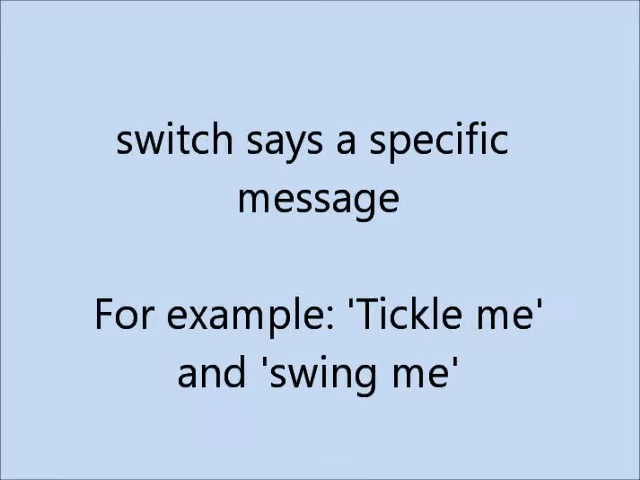 switch says a specific
message
For example: 'Tickle me'
and 'swing me'